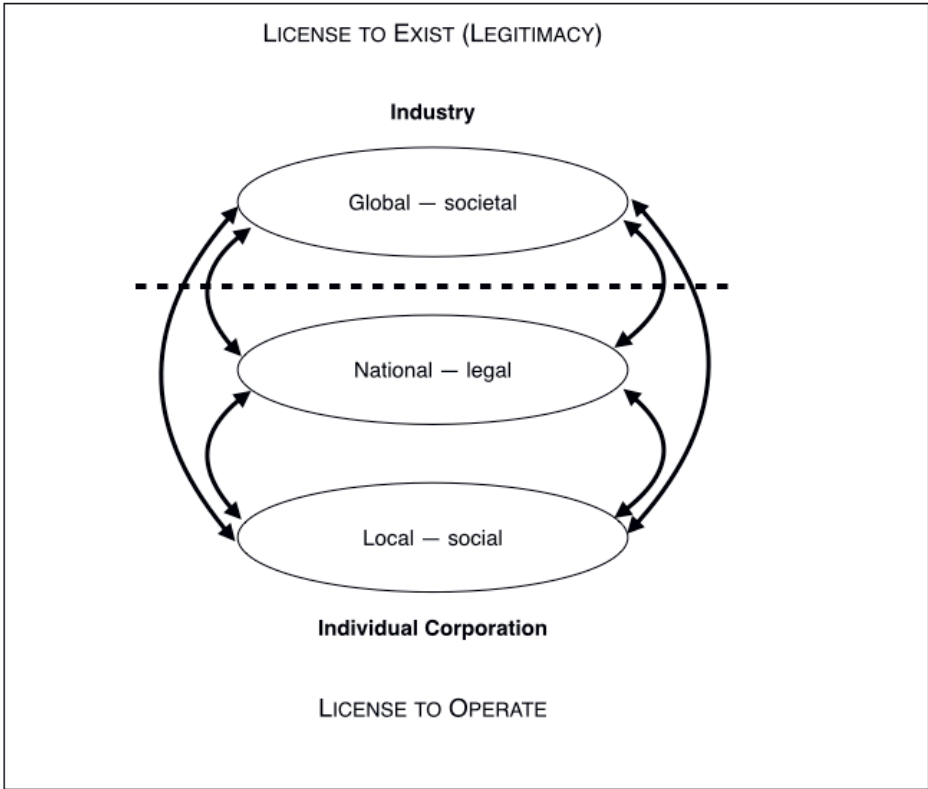 LICENSE TO EXIST (LEGITIMACY)
Industry
Global — societal
National — legal
Local — social
Individual Corporation
LICENSE TO OPERATE